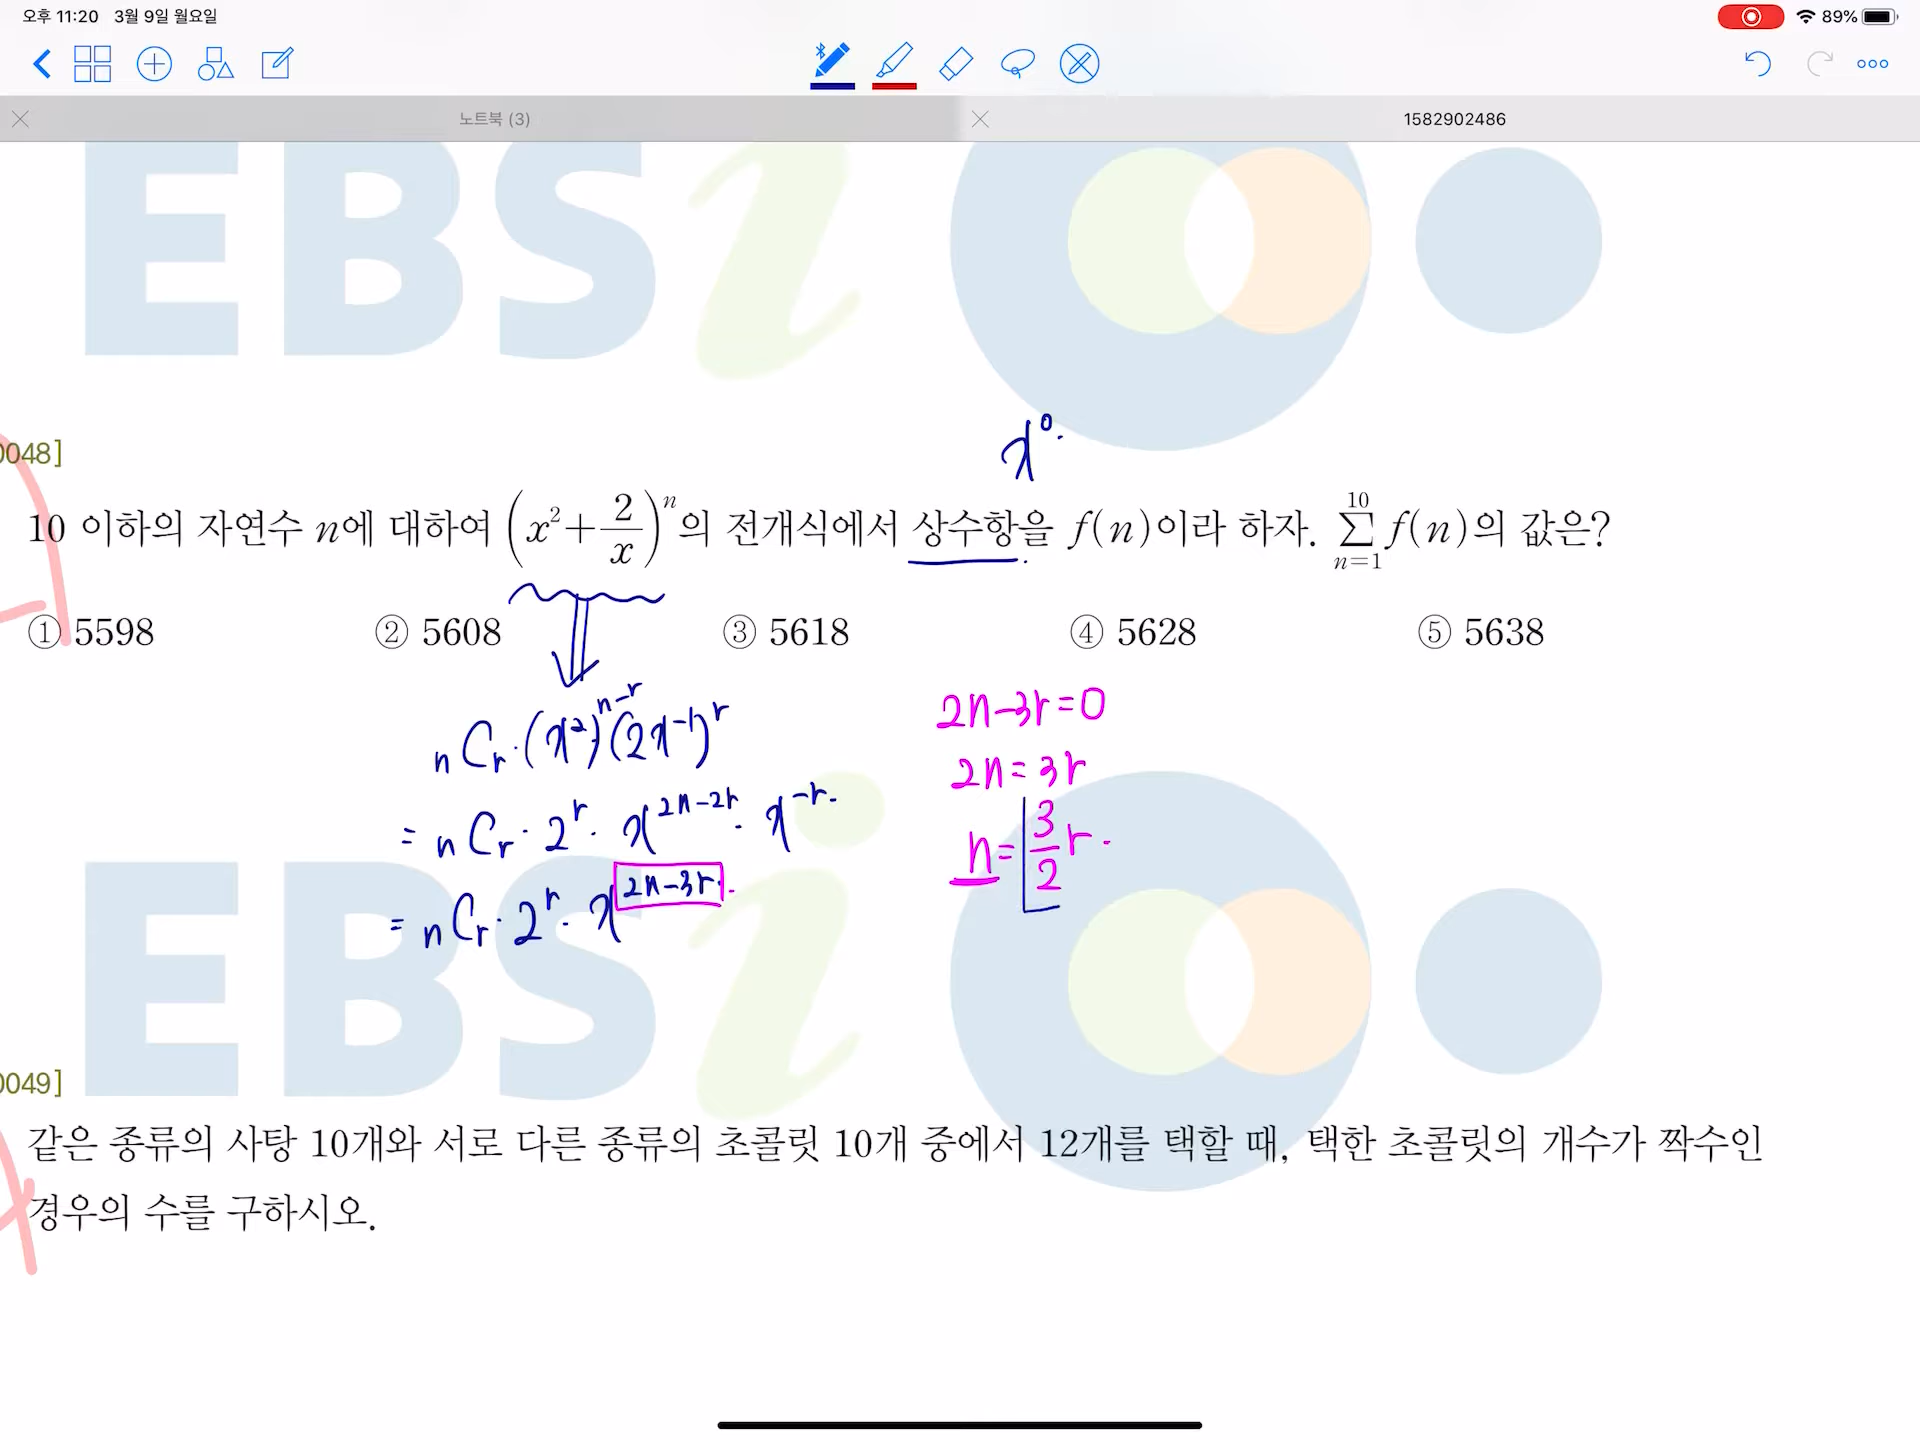 오후 11:20 3월 9일 월요일
89%
노트북 (3)
1582902486
EBSi
x⁰.
0048]
10 이하의 자연수 n에 대하여 (x²+2/x)ⁿ의 전개식에서 상수항을 f(n)이라 하자. ∑_{n=1}^{10} f(n)의 값은?
① 5598 ② 5608 ③ 5618 ④ 5628 ⑤ 5638
nCr·(x²)^{n-r}(2x⁻¹)^r
= nCr·2^r·x^{2n-2r}·x^{-r}.
= nCr·2^r·x^{2n-3r}.
2n-3r=0
2n=3r
n=3/2 r.
EBSi
0049]
같은 종류의 사탕 10개와 서로 다른 종류의 초콜릿 10개 중에서 12개를 택할 때, 택한 초콜릿의 개수가 짝수인
경우의 수를 구하시오.